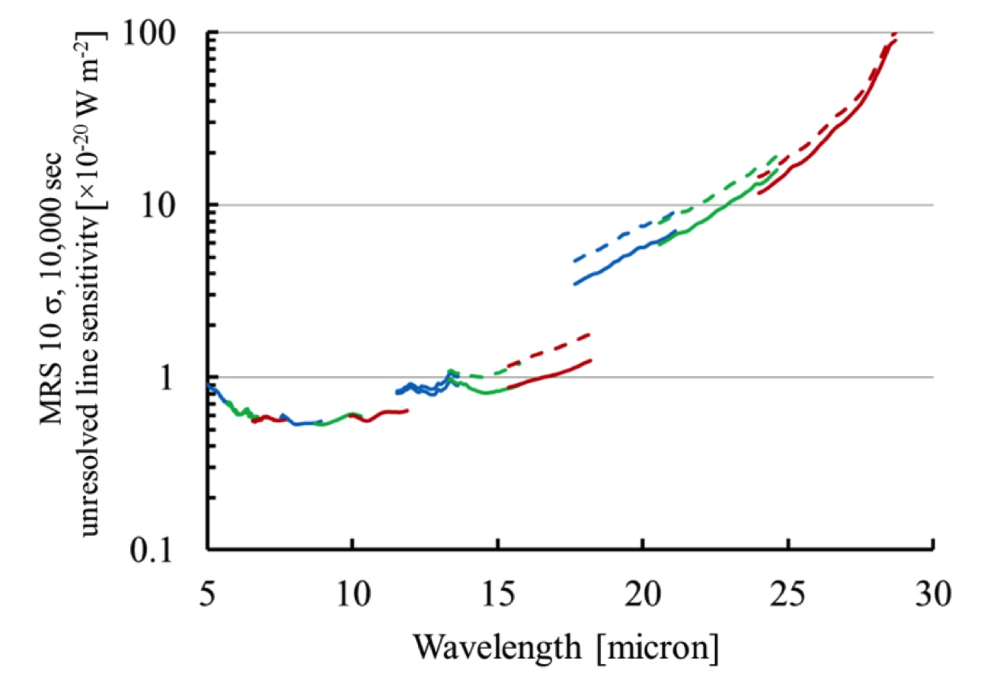 MRS 10 σ, 10,000 sec
unresolved line sensitivity [×10-20 W m-2]
100
10
1
0.1
5 10 15 20 25 30
Wavelength [micron]